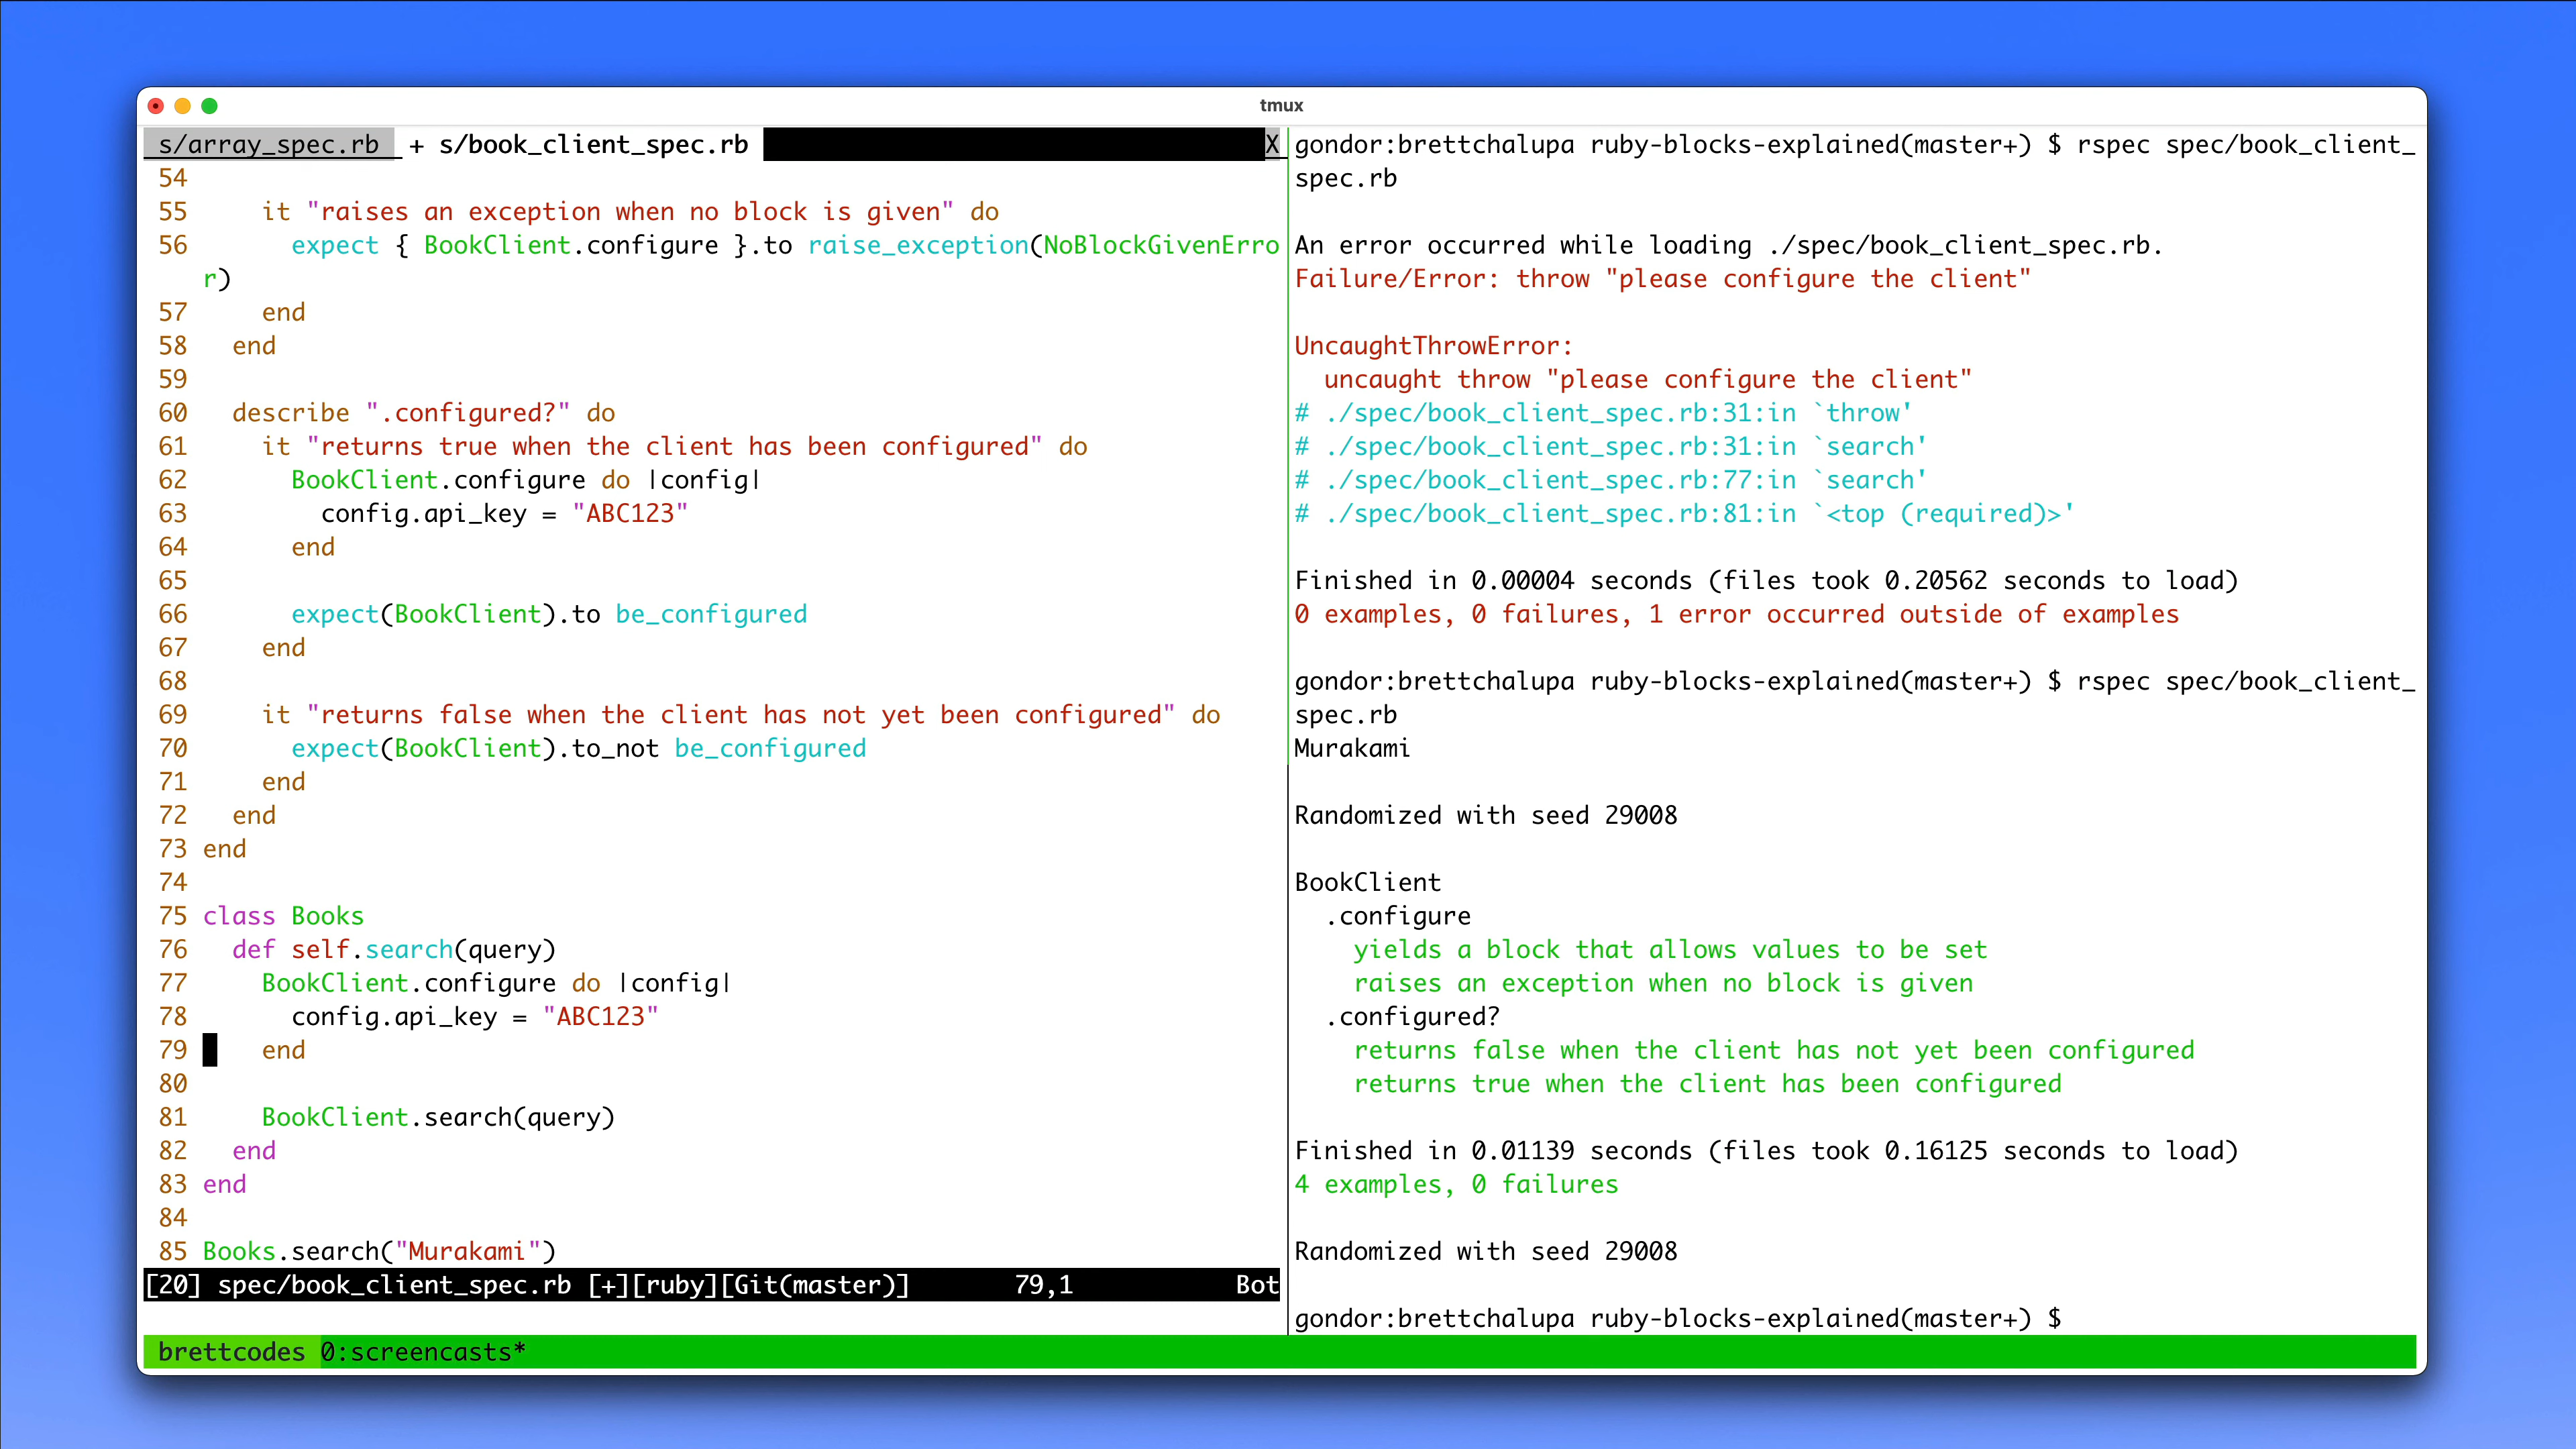 tmux
s/array_spec.rb + s/book_client_spec.rb X
54
55 it "raises an exception when no block is given" do
56 expect { BookClient.configure }.to raise_exception(NoBlockGivenErro
r)
57 end
58 end
59
60 describe ".configured?" do
61 it "returns true when the client has been configured" do
62 BookClient.configure do |config|
63 config.api_key = "ABC123"
64 end
65
66 expect(BookClient).to be_configured
67 end
68
69 it "returns false when the client has not yet been configured" do
70 expect(BookClient).to_not be_configured
71 end
72 end
73 end
74
75 class Books
76 def self.search(query)
77 BookClient.configure do |config|
78 config.api_key = "ABC123"
79 end
80
81 BookClient.search(query)
82 end
83 end
84
85 Books.search("Murakami")
[20] spec/book_client_spec.rb [+][ruby][Git(master)] 79,1 Bot
gondor:brettchalupa ruby-blocks-explained(master+) $ rspec spec/book_client_
spec.rb
An error occurred while loading ./spec/book_client_spec.rb.
Failure/Error: throw "please configure the client"
UncaughtThrowError:
uncaught throw "please configure the client"
# ./spec/book_client_spec.rb:31:in `throw'
# ./spec/book_client_spec.rb:31:in `search'
# ./spec/book_client_spec.rb:77:in `search'
# ./spec/book_client_spec.rb:81:in `<top (required)>'
Finished in 0.00004 seconds (files took 0.20562 seconds to load)
0 examples, 0 failures, 1 error occurred outside of examples
gondor:brettchalupa ruby-blocks-explained(master+) $ rspec spec/book_client_
spec.rb
Murakami
Randomized with seed 29008
BookClient
.configure
yields a block that allows values to be set
raises an exception when no block is given
.configured?
returns false when the client has not yet been configured
returns true when the client has been configured
Finished in 0.01139 seconds (files took 0.16125 seconds to load)
4 examples, 0 failures
Randomized with seed 29008
gondor:brettchalupa ruby-blocks-explained(master+) $
brettcodes 0:screencasts*